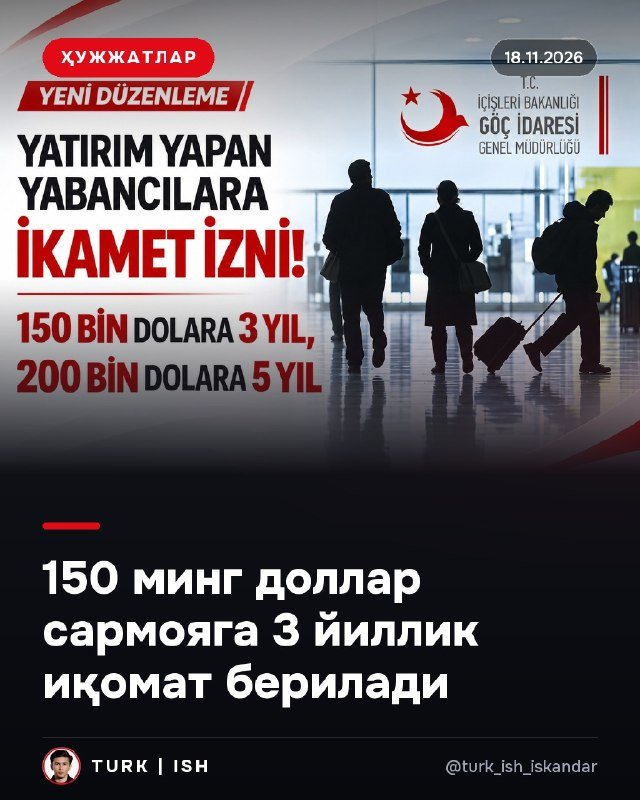 ҲУЖЖАТЛАР
18.11.2026
YENİ DÜZENLEME
T.C.
İÇİŞLERİ BAKANLIĞI
GÖÇ İDARESİ
GENEL MÜDÜRLÜĞÜ
YATIRIM YAPAN
YABANCILARA
İKAMET İZNİ!
150 BİN DOLARA 3 YIL,
200 BİN DOLARA 5 YIL
150 минг доллар
сармояга 3 йиллик
иқомат берилади
TURK | ISH
@turk_ish_iskandar